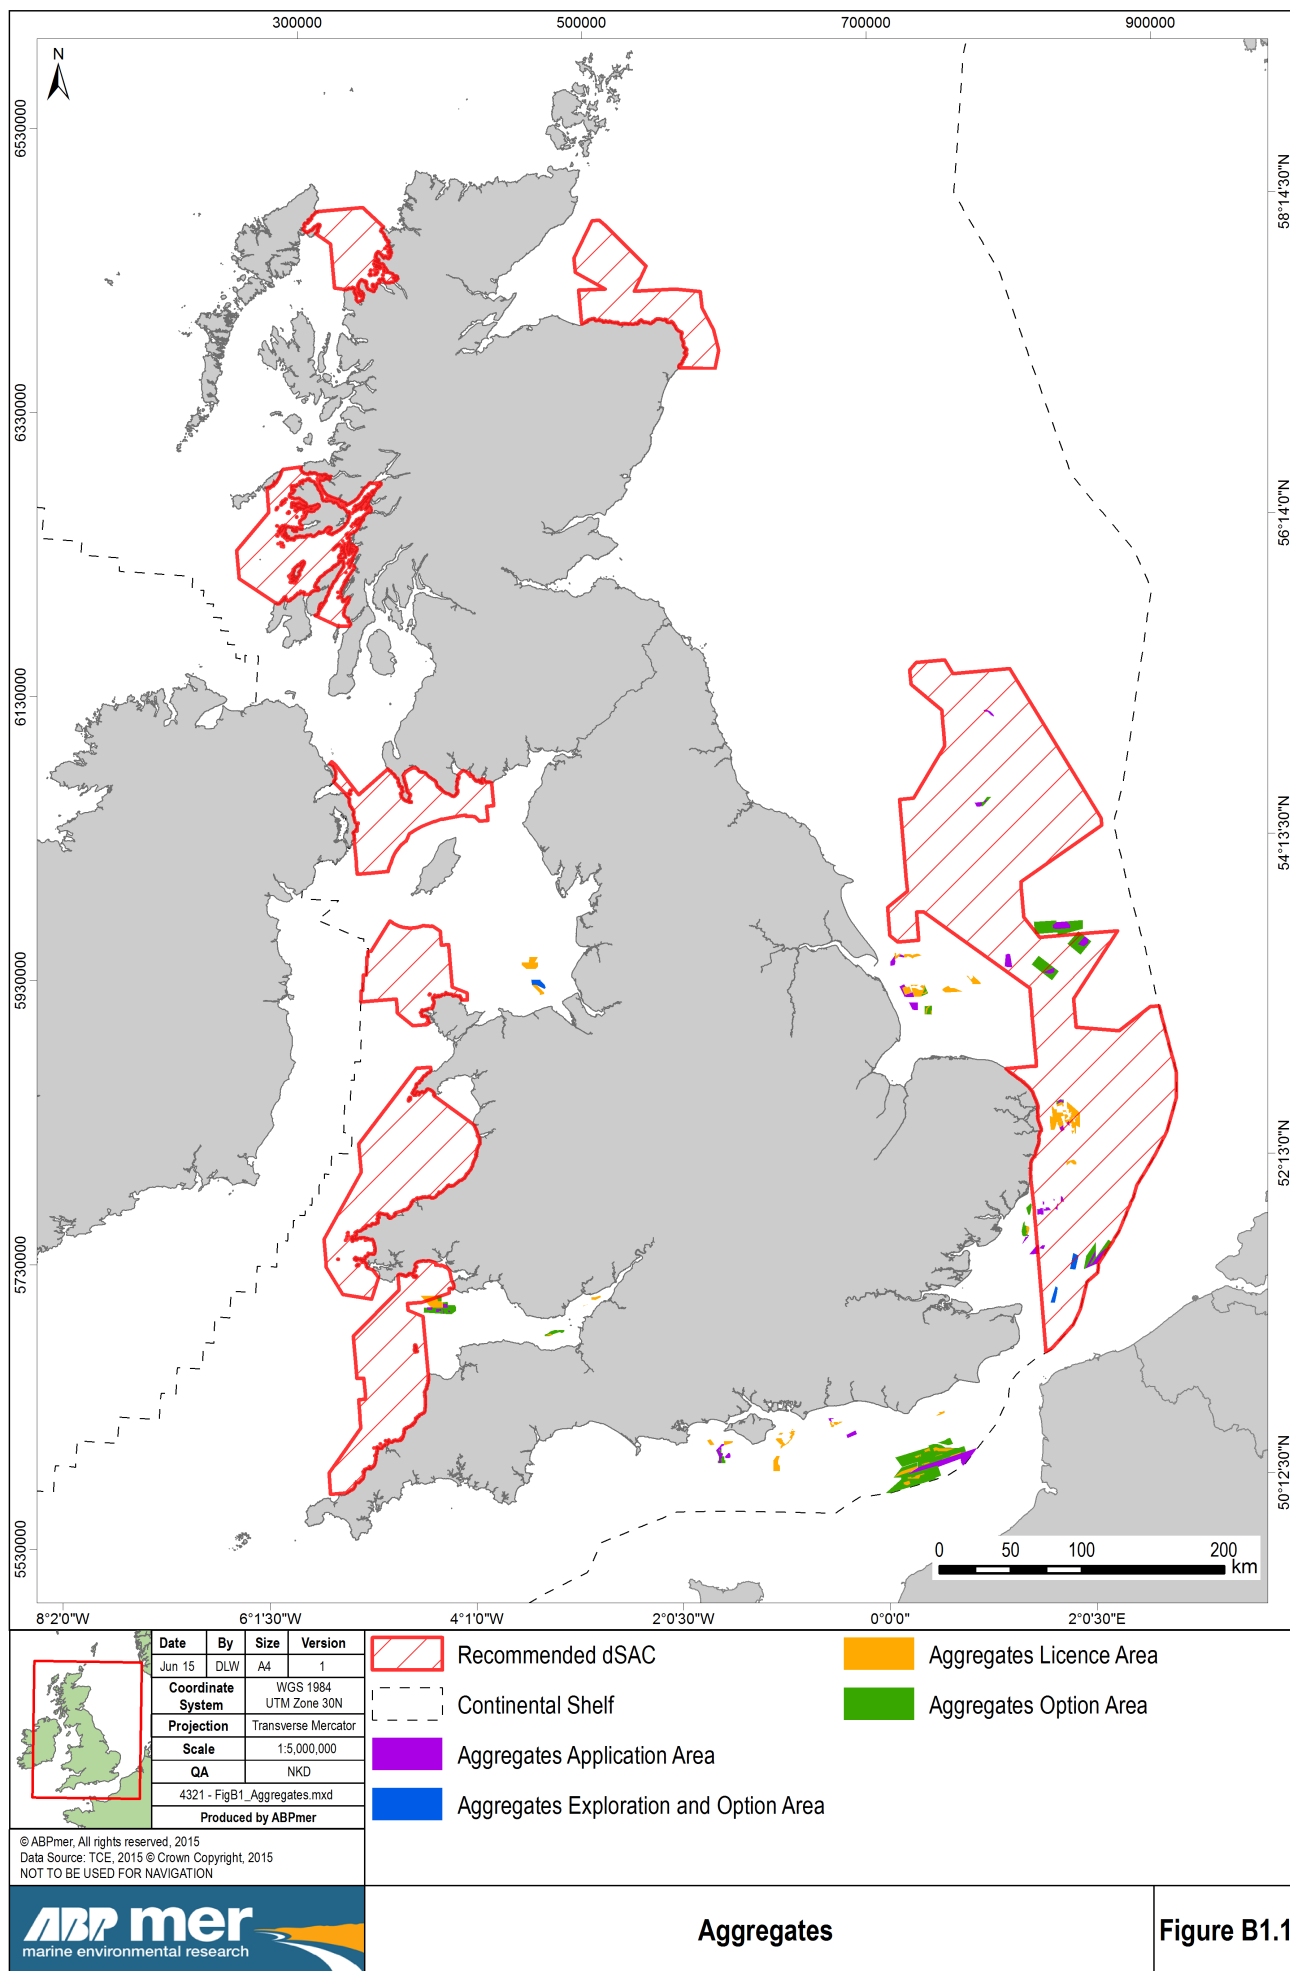 300000 500000 700000 900000
N
6530000
6330000
6130000
5930000
5730000
5530000
58°14'30"N
56°14'0"N
54°13'30"N
52°13'0"N
50°12'30"N
0 50 100 200
km
8°2'0"W 6°1'30"W 4°1'0"W 2°0'30"W 0°0'0" 2°0'30"E
Date By Size Version
Jun 15 DLW A4 1
Coordinate System WGS 1984 UTM Zone 30N
Projection Transverse Mercator
Scale 1:5,000,000
QA NKD
4321 - FigB1_Aggregates.mxd
Produced by ABPmer
© ABPmer, All rights reserved, 2015
Data Source: TCE, 2015 © Crown Copyright, 2015
NOT TO BE USED FOR NAVIGATION
Recommended dSAC
Continental Shelf
Aggregates Application Area
Aggregates Exploration and Option Area
Aggregates Licence Area
Aggregates Option Area
ABP mer
marine environmental research
Aggregates
Figure B1.1